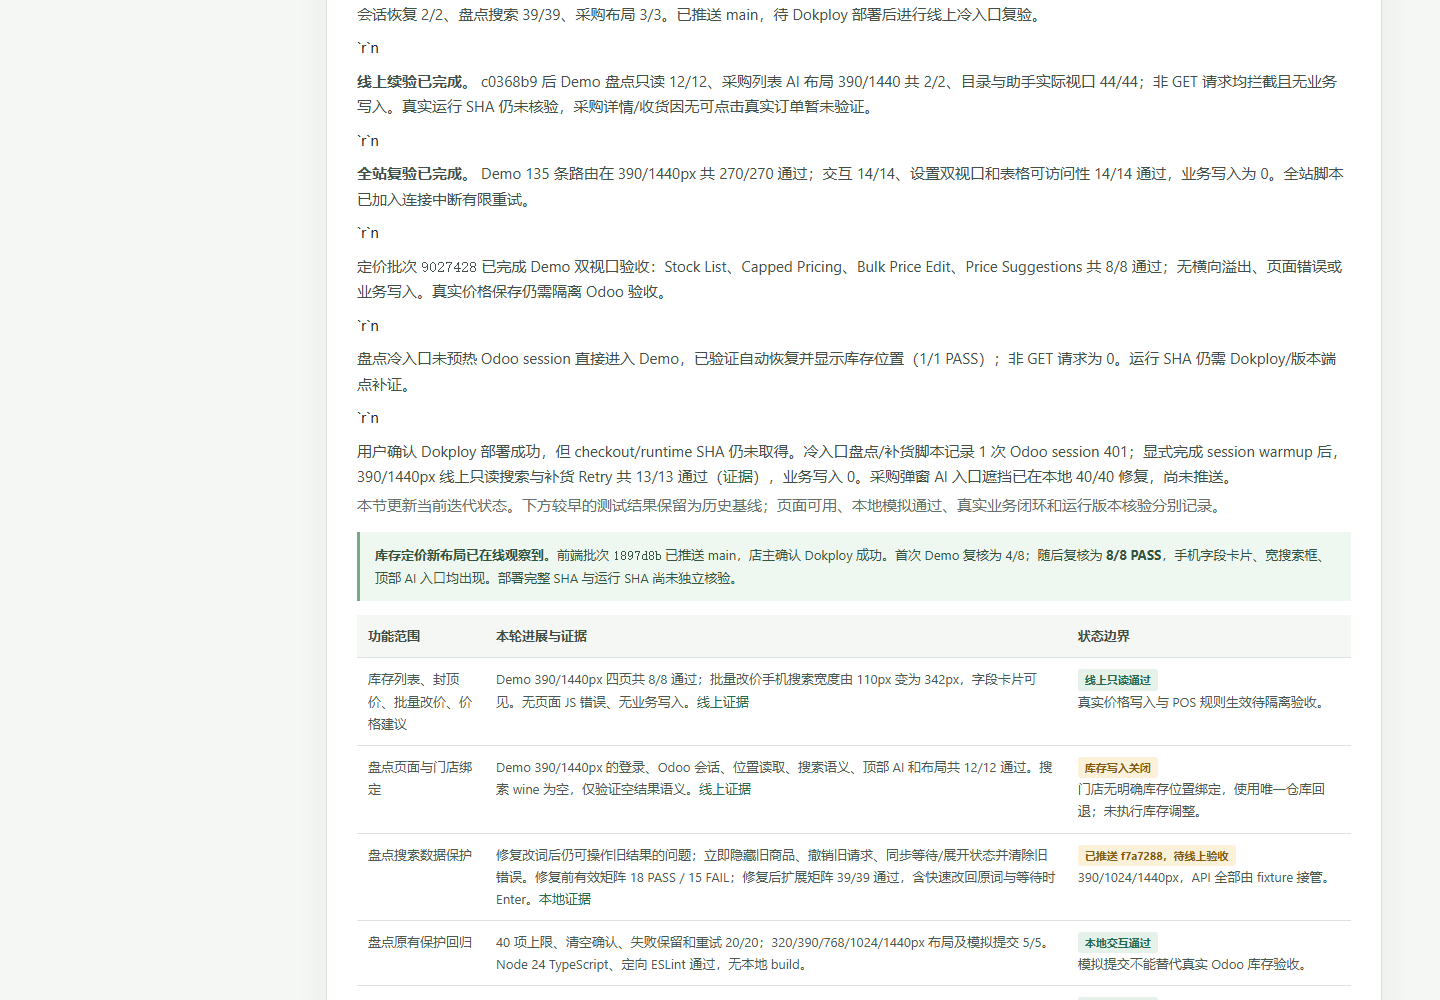 会话恢复 2/2、盘点搜索 39/39、采购布局 3/3。已推送 main，待 Dokploy 部署后进行线上冷入口复验。
`r`n
线上续验已完成。 c0368b9 后 Demo 盘点只读 12/12、采购列表 AI 布局 390/1440 共 2/2、目录与助手实际视口 44/44；非 GET 请求均拦截且无业务
写入。真实运行 SHA 仍未核验，采购详情/收货因无可点击真实订单暂未验证。
`r`n
全站复验已完成。 Demo 135 条路由在 390/1440px 共 270/270 通过；交互 14/14、设置双视口和表格可访问性 14/14 通过，业务写入为 0。全站脚本
已加入连接中断有限重试。
`r`n
定价批次 9027428 已完成 Demo 双视口验收：Stock List、Capped Pricing、Bulk Price Edit、Price Suggestions 共 8/8 通过；无横向溢出、页面错误或
业务写入。真实价格保存仍需隔离 Odoo 验收。
`r`n
盘点冷入口未预热 Odoo session 直接进入 Demo，已验证自动恢复并显示库存位置（1/1 PASS）；非 GET 请求为 0。运行 SHA 仍需 Dokploy/版本端
点补证。
`r`n
用户确认 Dokploy 部署成功，但 checkout/runtime SHA 仍未取得。冷入口盘点/补货脚本记录 1 次 Odoo session 401；显式完成 session warmup 后，
390/1440px 线上只读搜索与补货 Retry 共 13/13 通过（证据），业务写入 0。采购弹窗 AI 入口遮挡已在本地 40/40 修复，尚未推送。
本节更新当前迭代状态。下方较早的测试结果保留为历史基线；页面可用、本地模拟通过、真实业务闭环和运行版本核验分别记录。
库存定价新布局已在线观察到。前端批次 1897d8b 已推送 main，店主确认 Dokploy 成功。首次 Demo 复核为 4/8；随后复核为 8/8 PASS，手机字段卡片、宽搜索框、
顶部 AI 入口均出现。部署完整 SHA 与运行 SHA 尚未独立核验。
功能范围 本轮进展与证据 状态边界
库存列表、封顶
价、批量改价、价
格建议
Demo 390/1440px 四页共 8/8 通过；批量改价手机搜索宽度由 110px 变为 342px，字段卡片可
见。无页面 JS 错误、无业务写入。线上证据
线上只读通过
真实价格写入与 POS 规则生效待隔离验收。
盘点页面与门店绑
定
Demo 390/1440px 的登录、Odoo 会话、位置读取、搜索语义、顶部 AI 和布局共 12/12 通过。搜
索 wine 为空，仅验证空结果语义。线上证据
库存写入关闭
门店无明确库存位置绑定，使用唯一仓库回
退；未执行库存调整。
盘点搜索数据保护
修复改词后仍可操作旧结果的问题；立即隐藏旧商品、撤销旧请求、同步等待/展开状态并清除旧
错误。修复前有效矩阵 18 PASS / 15 FAIL；修复后扩展矩阵 39/39 通过，含快速改回原词与等待时
Enter。本地证据
已推送 f7a7288，待线上验收
390/1024/1440px，API 全部由 fixture 接管。
盘点原有保护回归
40 项上限、清空确认、失败保留和重试 20/20；320/390/768/1024/1440px 布局及模拟提交 5/5。
Node 24 TypeScript、定向 ESLint 通过，无本地 build。
本地交互通过
模拟提交不能替代真实 Odoo 库存验收。